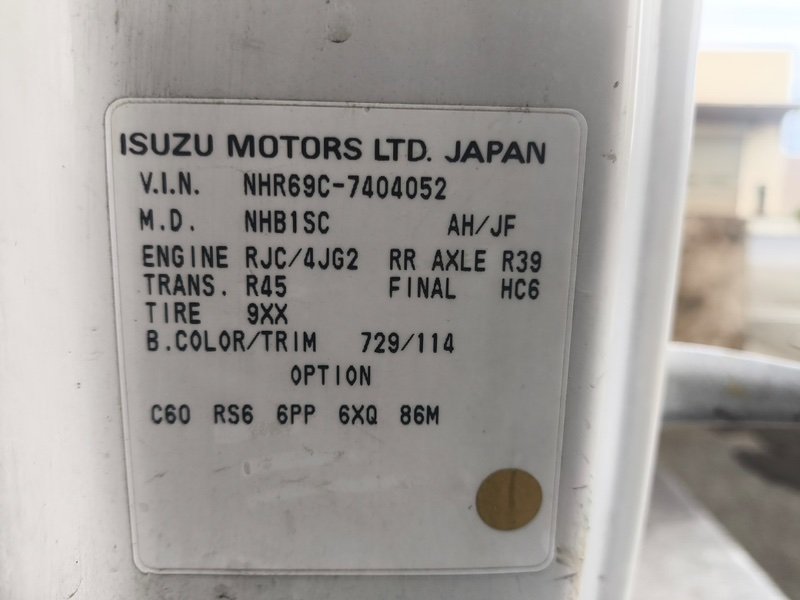 ISUZU MOTORS LTD. JAPAN
V.I.N. NHR69C-7404052
M.D. NHB1SC AH/JF
ENGINE RJC/4JG2 RR AXLE R39
TRANS. R45 FINAL HC6
TIRE 9XX
B.COLOR/TRIM 729/114
OPTION
C60 RS6 6PP 6XQ 86M